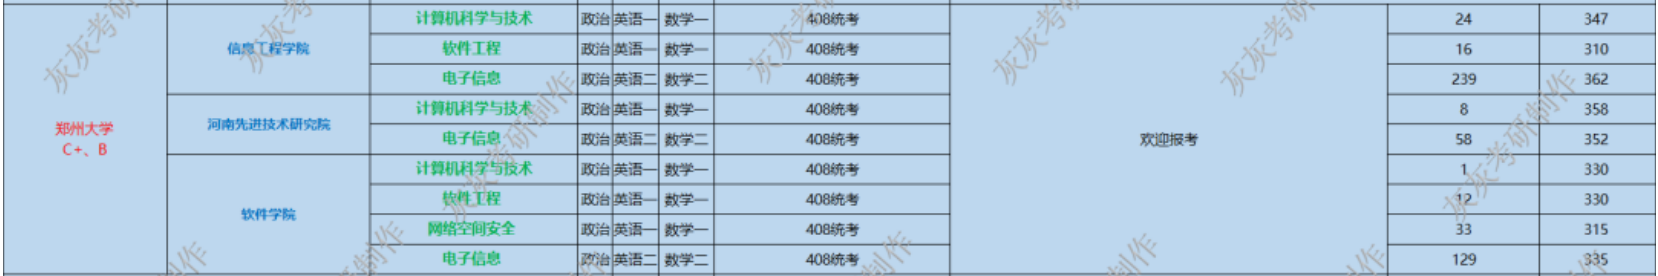 计算机科学与技术 政治 英语一 数学一 408统考 24 347
信息工程学院 软件工程 政治 英语一 数学一 408统考 16 310
电子信息 政治 英语二 数学二 408统考 239 362
计算机科学与技术 政治 英语一 数学一 408统考 8 358
河南先进技术研究院
郑州大学
C+、B
电子信息 政治 英语二 数学二 408统考 欢迎报考 58 352
计算机科学与技术 政治 英语一 数学一 408统考 1 330
软件工程 政治 英语一 数学一 408统考 12 330
软件学院
网络空间安全 政治 英语一 数学一 408统考 33 315
电子信息 政治 英语二 数学二 408统考 129 335
灰灰考研制作